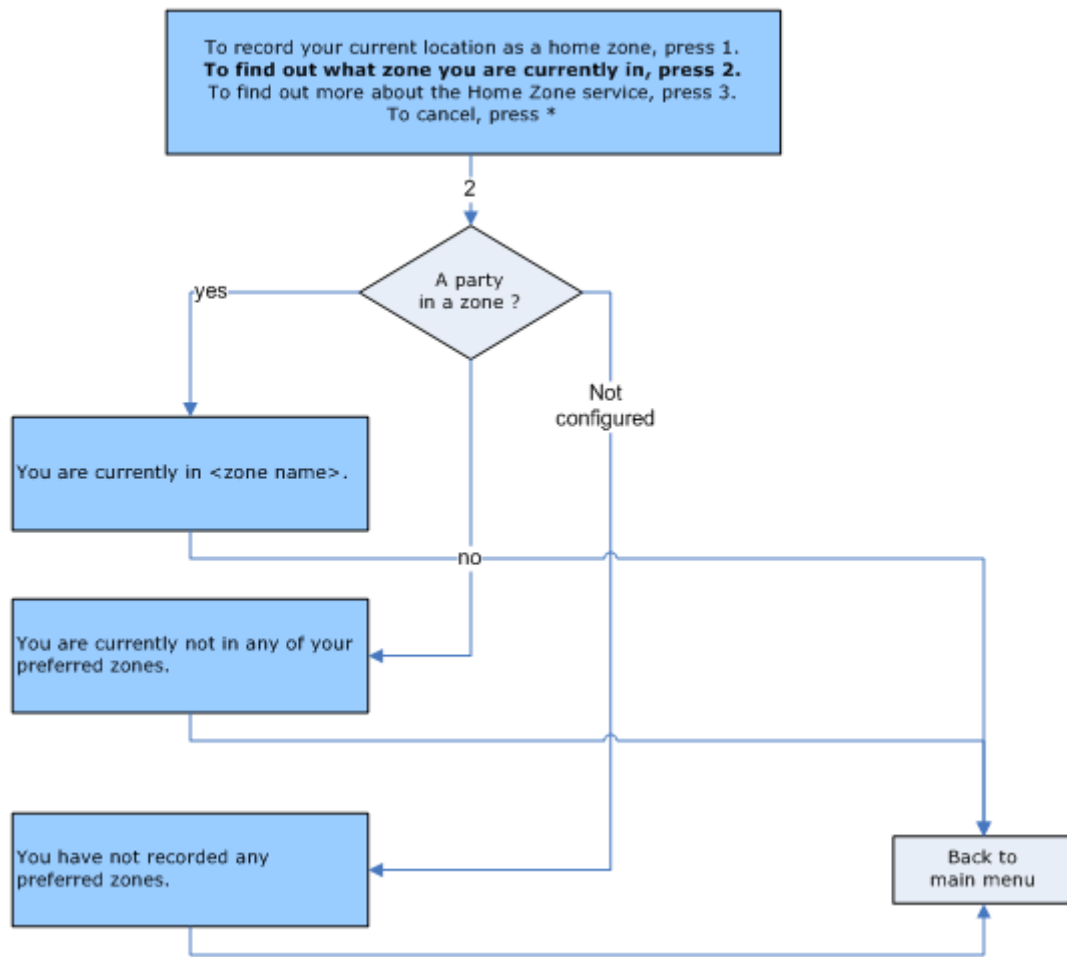 To record your current location as a home zone, press 1.
To find out what zone you are currently in, press 2.
To find out more about the Home Zone service, press 3.
To cancel, press *
2
A party
in a zone ?
yes
Not
configured
You are currently in <zone name>.
no
You are currently not in any of your
preferred zones.
You have not recorded any
preferred zones.
Back to
main menu